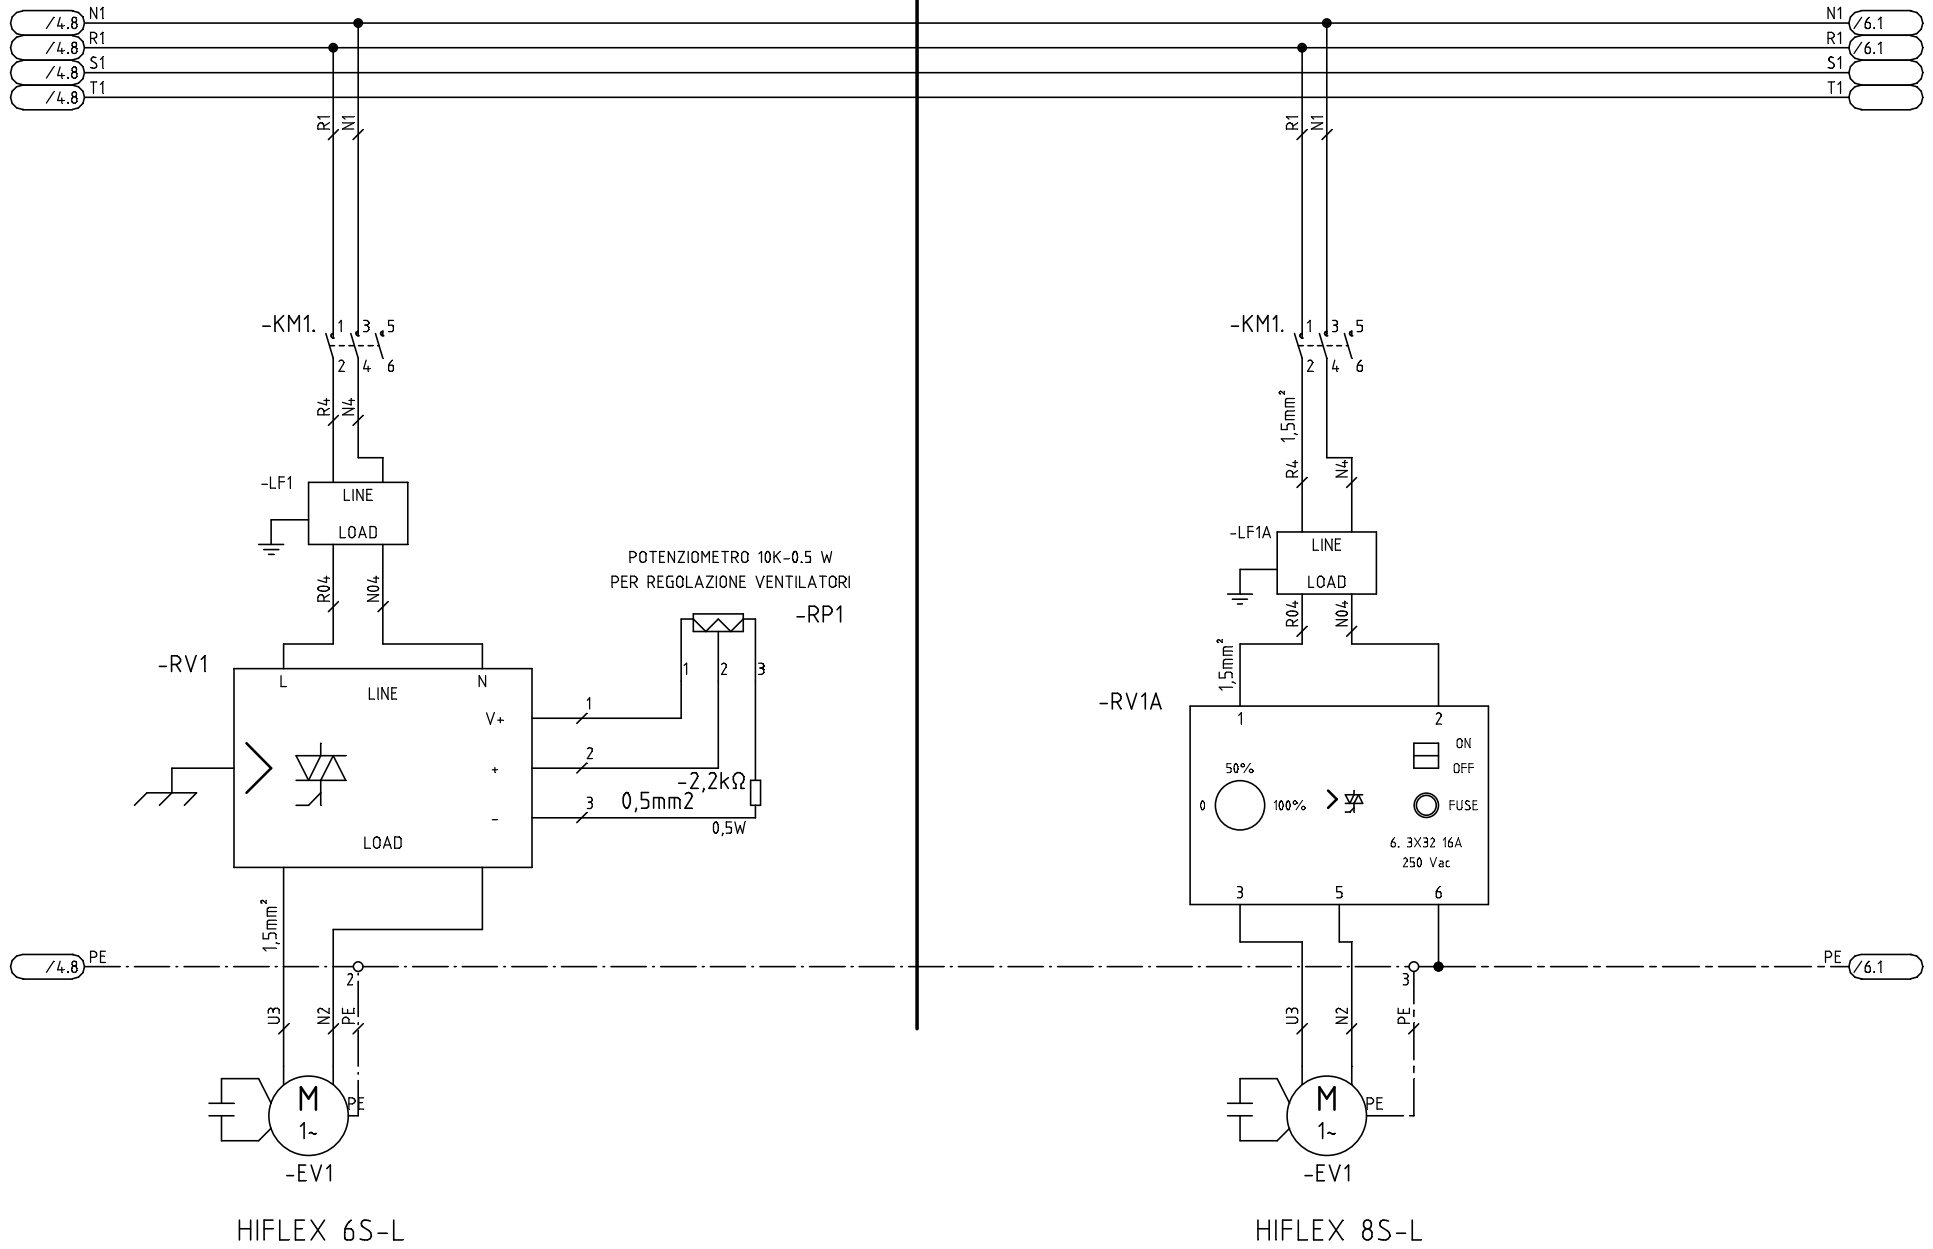 /4.8 N1 N1 /6.1
/4.8 R1 R1 /6.1
/4.8 S1 S1
/4.8 T1 T1
R1 N1
R1 N1
-KM1. 1 3 5
2 4 6
-KM1. 1 3 5
2 4 6
R4 N4
1,5mm²
R4 N4
-LF1
LINE
LOAD
-LF1A
LINE
LOAD
R04 N04
R04 N04
POTENZIOMETRO 10K-0.5 W
PER REGOLAZIONE VENTILATORI
-RP1
1 2 3
-RV1
L N
LINE
V+ 1
+ 2
- 3
-2,2kΩ
0,5mm2
0,5W
LOAD
1,5mm²
-RV1A
1 2
ON
OFF
50%
0 100%
FUSE
6. 3X32 16A
250 Vac
3 5 6
1,5mm²
/4.8 PE PE /6.1
2
3
U3 N2 PE
U3 N2 PE
M
1~
PE
-EV1
M
1~
PE
-EV1
HIFLEX 6S-L
HIFLEX 8S-L